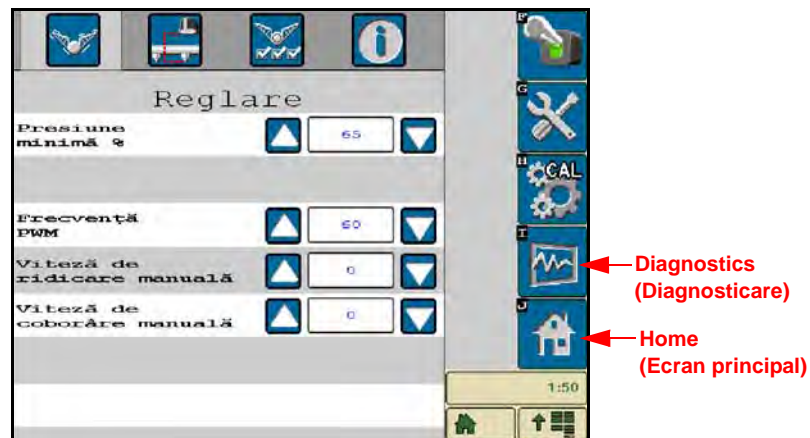 F
G
H
CAL
I
J
Reglare
Presiune
minimă %
65
Frecvență
PWM
60
Viteză de
ridicare manuală
0
Viteză de
coborâre manuală
0
1:50
Diagnostics
(Diagnosticare)
Home
(Ecran principal)